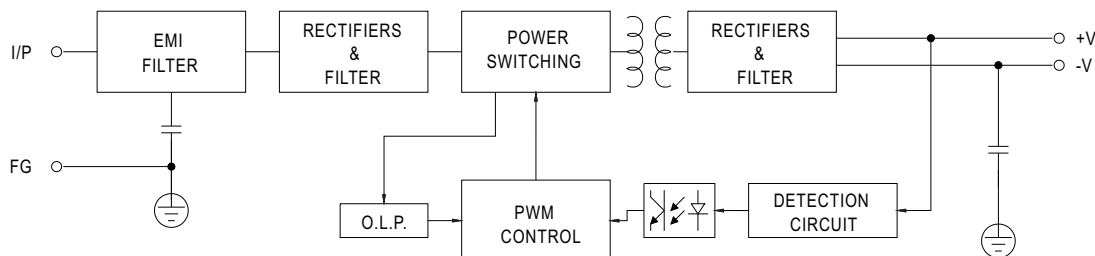 I/P
EMI
FILTER
RECTIFIERS
&
FILTER
POWER
SWITCHING
RECTIFIERS
&
FILTER
+V
-V
FG
O.L.P.
PWM
CONTROL
DETECTION
CIRCUIT